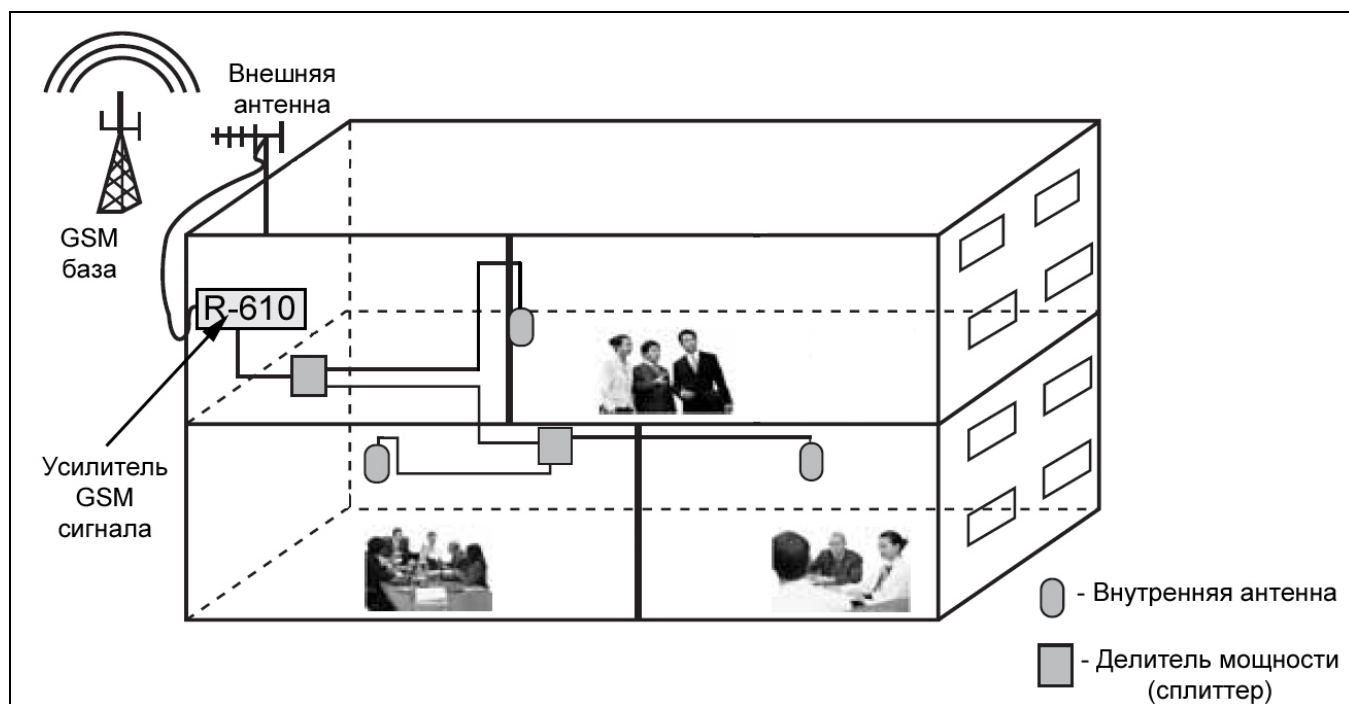 Внешняя
антенна
GSM
база
R-610
Усилитель
GSM
сигнала
- Внутренняя антенна
- Делитель мощности
(сплиттер)